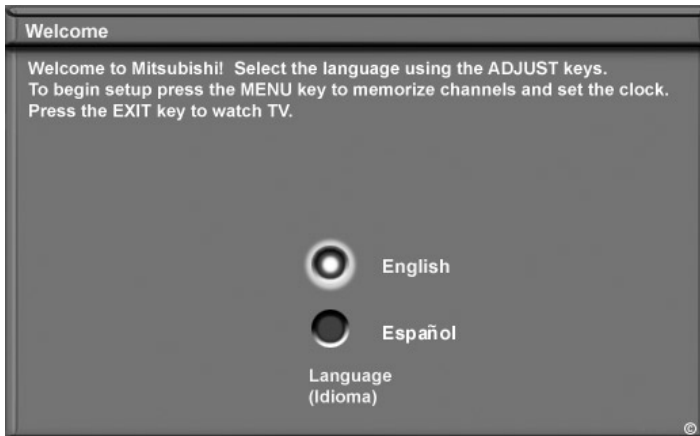 Welcome
Welcome to Mitsubishi! Select the language using the ADJUST keys.
To begin setup press the MENU key to memorize channels and set the clock.
Press the EXIT key to watch TV.
English
Español
Language
(Idioma)
©